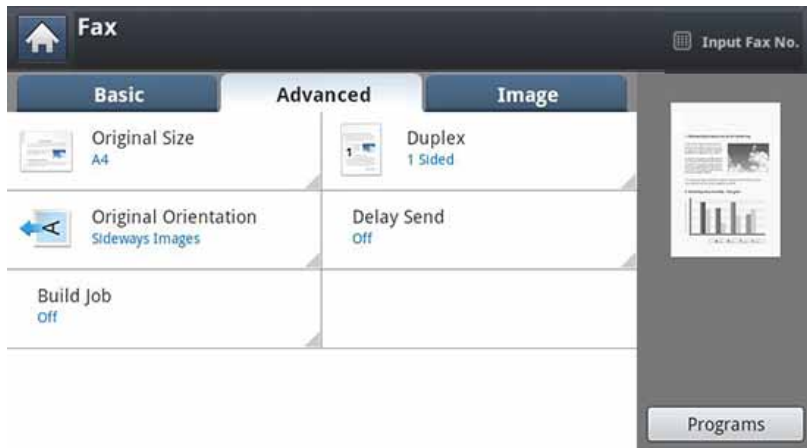 Fax
Input Fax No.
Basic
Advanced
Image
Original Size
A4
1
Duplex
1 Sided
A
Original Orientation
Sideways Images
Delay Send
Off
Build Job
Off
Programs